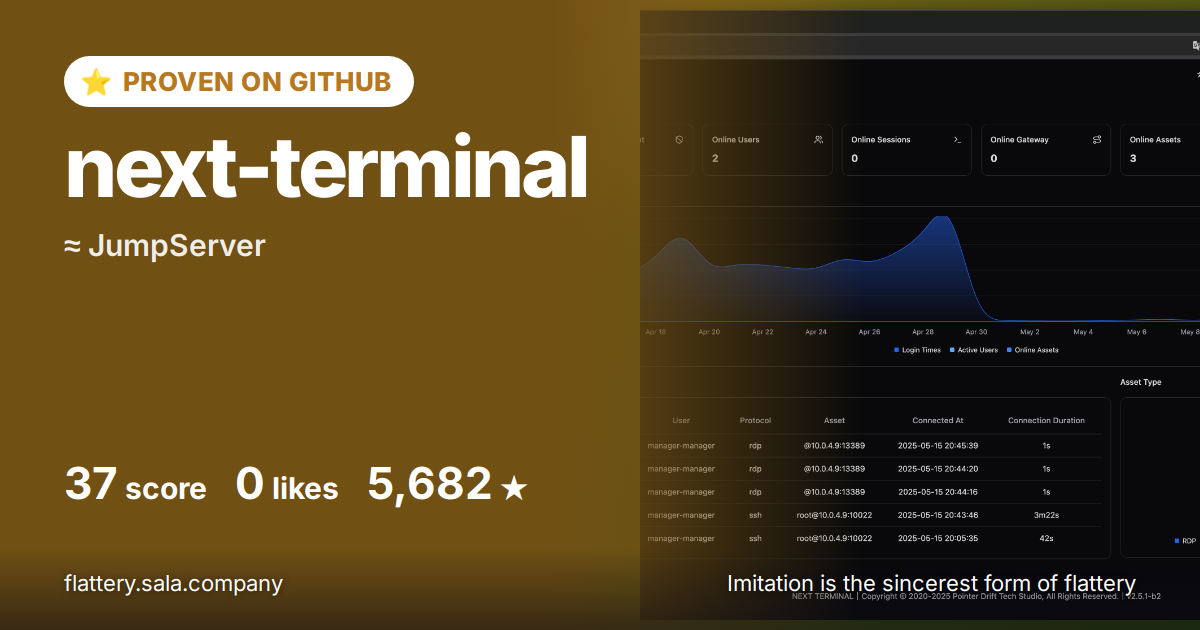 ⭐ PROVEN ON GITHUB
next-terminal
≈ JumpServer
37 score 0 likes 5,682 ★
flattery.sala.company
Online Users
2
Online Sessions
0
Online Gateway
0
Online Assets
3
Apr 18 Apr 20 Apr 22 Apr 24 Apr 26 Apr 28 Apr 30 May 2 May 4 May 6 May 8
Login Times Active Users Online Assets
Asset Type
User Protocol Asset Connected At Connection Duration
manager-manager rdp @10.0.4.9:13389 2025-05-15 20:45:39 1s
manager-manager rdp @10.0.4.9:13389 2025-05-15 20:44:20 1s
manager-manager rdp @10.0.4.9:13389 2025-05-15 20:44:16 1s
manager-manager ssh root@10.0.4.9:10022 2025-05-15 20:43:46 3m22s
manager-manager ssh root@10.0.4.9:10022 2025-05-15 20:05:35 42s
RDP
Imitation is the sincerest form of flattery
NEXT TERMINAL | Copyright © 2020-2025 Pointer Drift Tech Studio, All Rights Reserved. | v2.5.1-b2